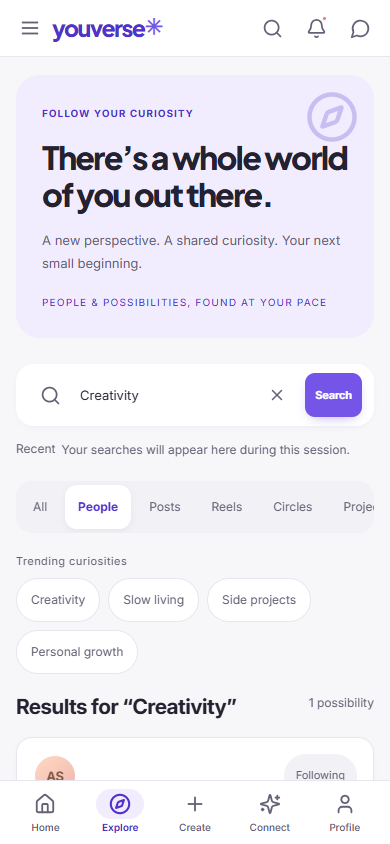 youverse
FOLLOW YOUR CURIOSITY
There's a whole world
of you out there.
A new perspective. A shared curiosity. Your next
small beginning.
PEOPLE & POSSIBILITIES, FOUND AT YOUR PACE
Creativity
Search
Recent Your searches will appear here during this session.
All People Posts Reels Circles Projec
Trending curiosities
Creativity Slow living Side projects
Personal growth
Results for “Creativity” 1 possibility
AS Following
Home Explore Create Connect Profile